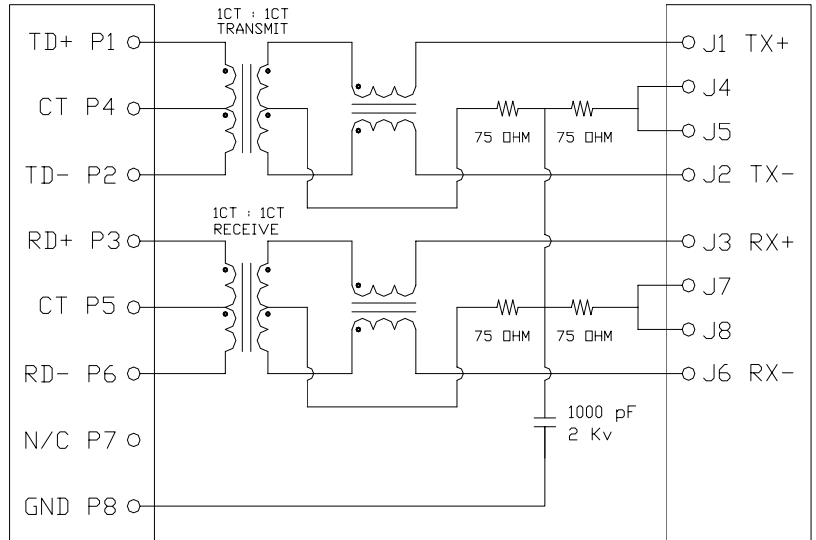 1CT : 1CT
TRANSMIT
TD+ P1
J1 TX+
J4
CT P4
75 OHM
75 OHM
J5
TD- P2
J2 TX-
1CT : 1CT
RECEIVE
RD+ P3
J3 RX+
J7
CT P5
75 OHM
75 OHM
J8
RD- P6
J6 RX-
1000 pF
2 Kv
N/C P7
GND P8